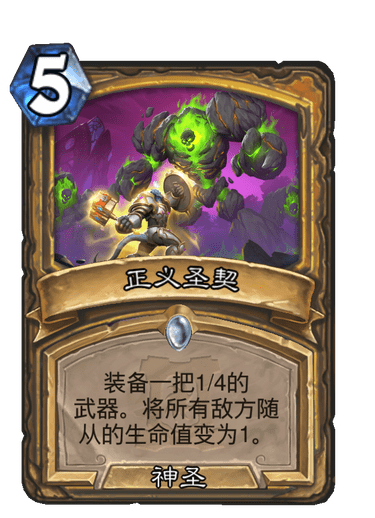 5
正义圣契
装备一把1/4的
武器。将所有敌方随
从的生命值变为1。
神圣